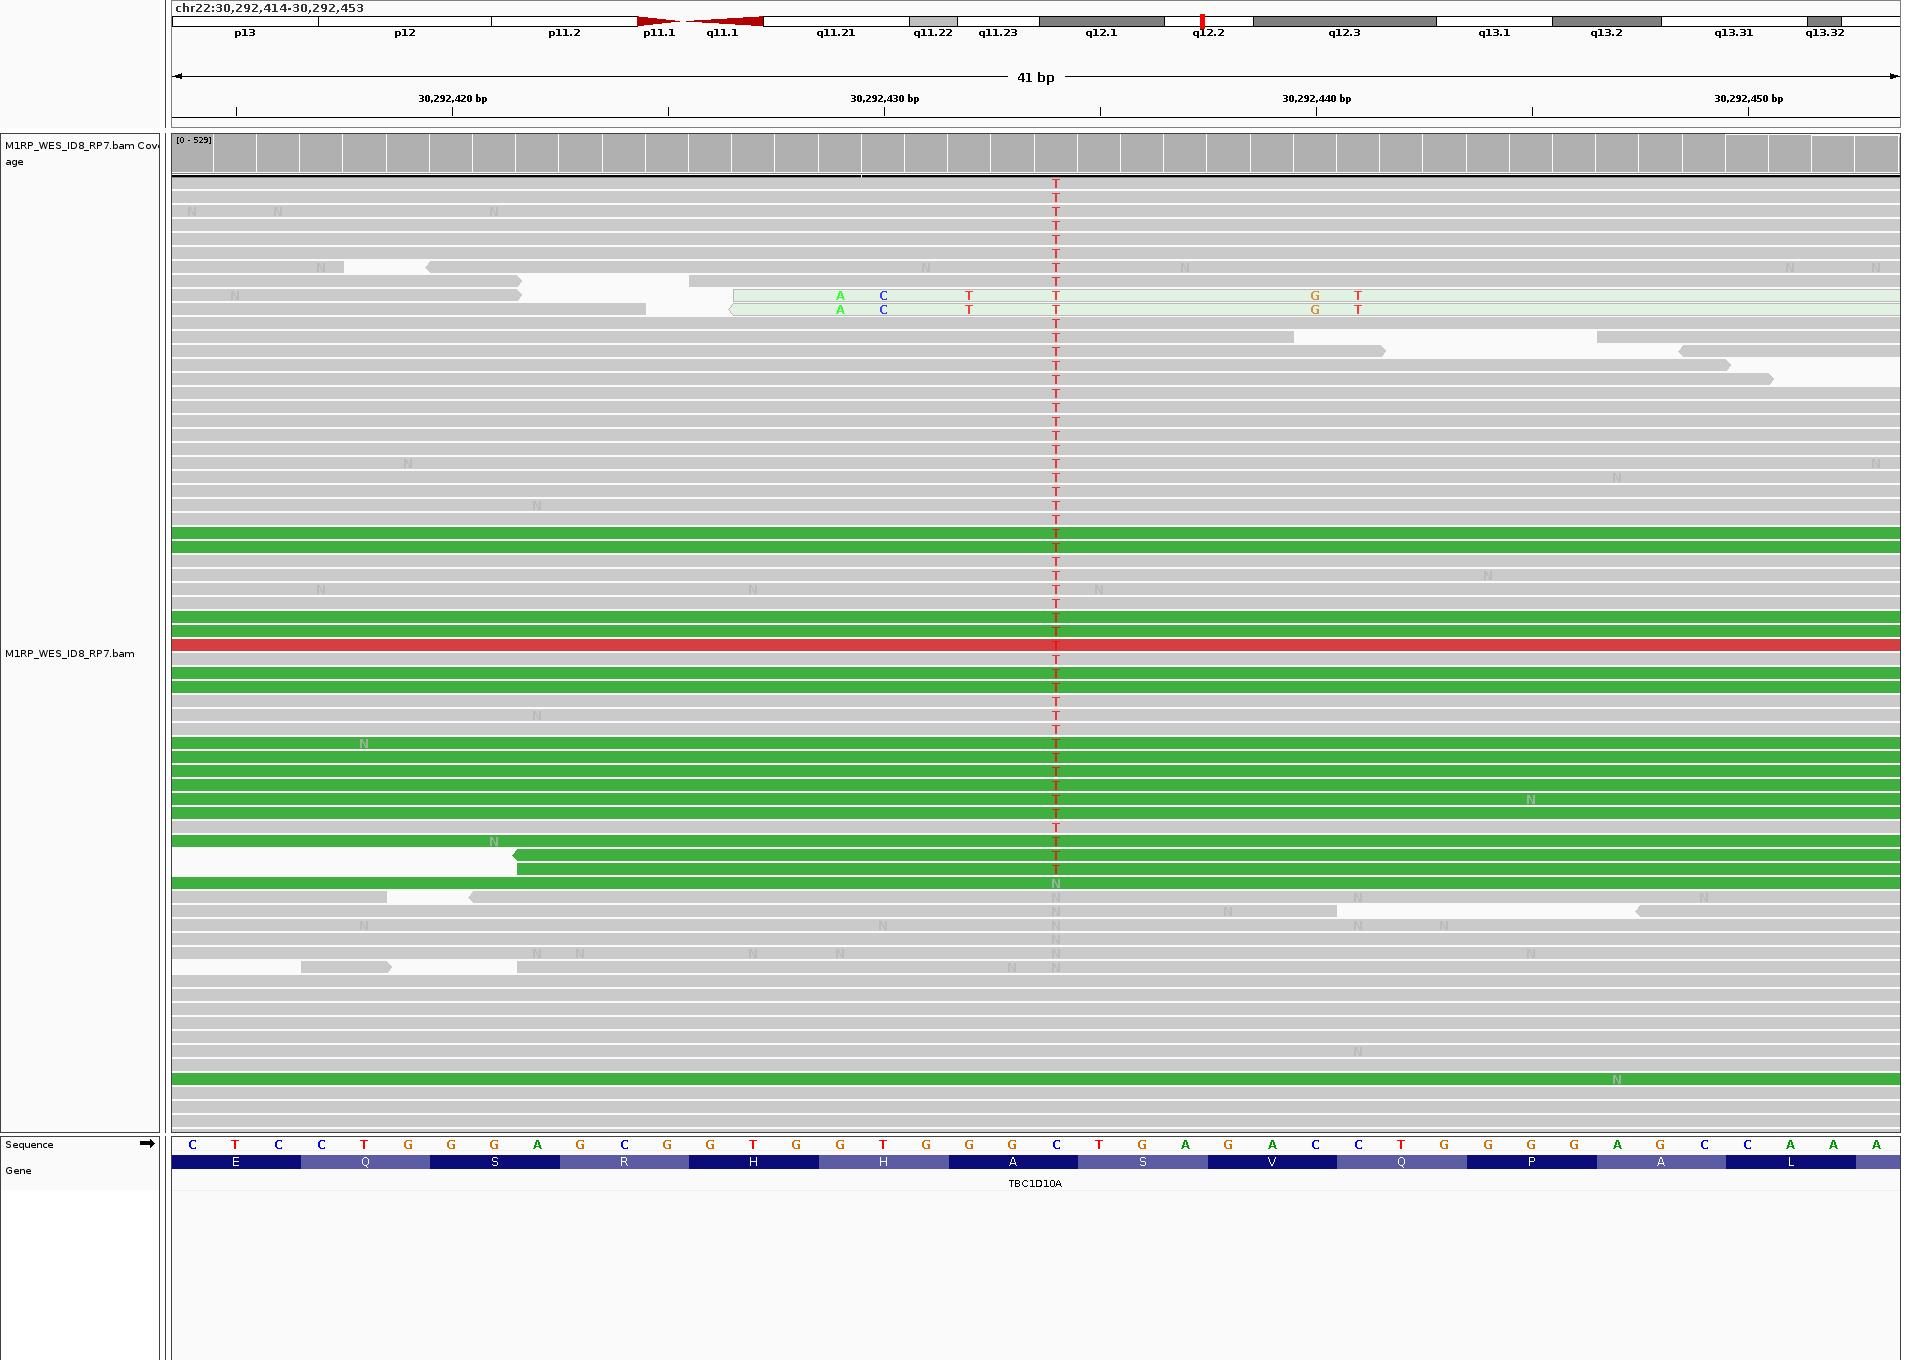 chr22:30,292,414-30,292,453
p13 p12 p11.2 p11.1 q11.1 q11.21 q11.22 q11.23 q12.1 q12.2 q12.3 q13.1 q13.2 q13.31 q13.32
41 bp
30,292,420 bp 30,292,430 bp 30,292,440 bp 30,292,450 bp
M1RP_WES_ID8_RP7.bam Cov
age
[0 - 529]
T
T
N N N T
T
T
T
N N T N N N
T
N A C T T G T
A C T T G T
T
T
T
T
T
T
T
T
T
T
N T N
T N
T
N T
T
T
T
T
T N
N N T N
T
T
T
T
M1RP_WES_ID8_RP7.bam
T
T
T
T
N T
T
N T
T
T
T
T N
T
T
N T
T
T
N
N N N
N N
N N N N N
N
N N N N N N
N N
N
N
Sequence C T C C T G G G A G C G G T G G T G G G C T G A G A C C T G G G G A G C C A A A
Gene E Q S R H H A S V Q P A L
TBC1D10A